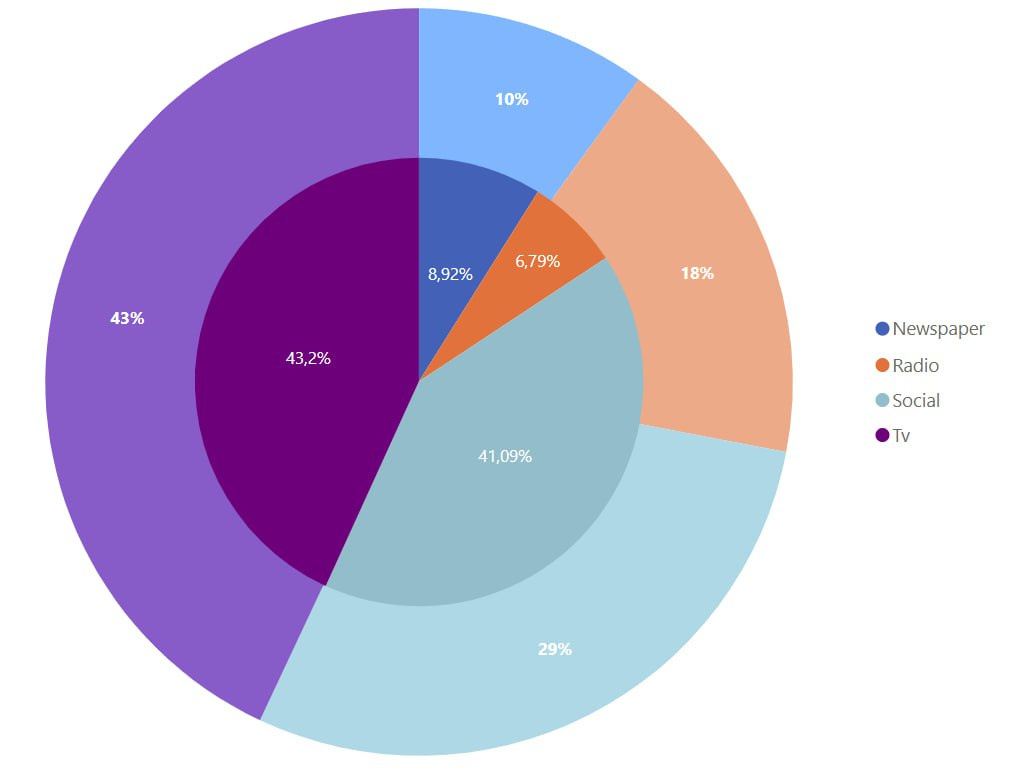 10%
18%
29%
43%
8,92%
6,79%
41,09%
43,2%
Newspaper
Radio
Social
Tv